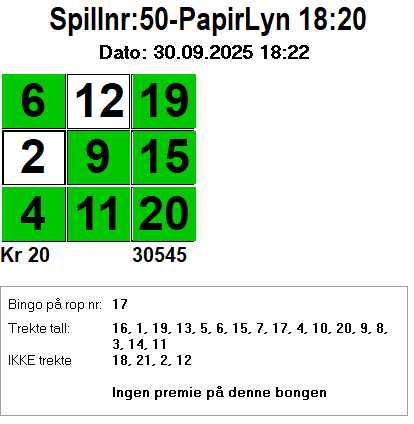 Spillnr:50-PapirLyn 18:20
Dato: 30.09.2025 18:22
6 12 19
2 9 15
4 11 20
Kr 20 30545
Bingo på rop nr: 17
Trekte tall: 16, 1, 19, 13, 5, 6, 15, 7, 17, 4, 10, 20, 9, 8,
3, 14, 11
IKKE trekte 18, 21, 2, 12
Ingen premie på denne bongen